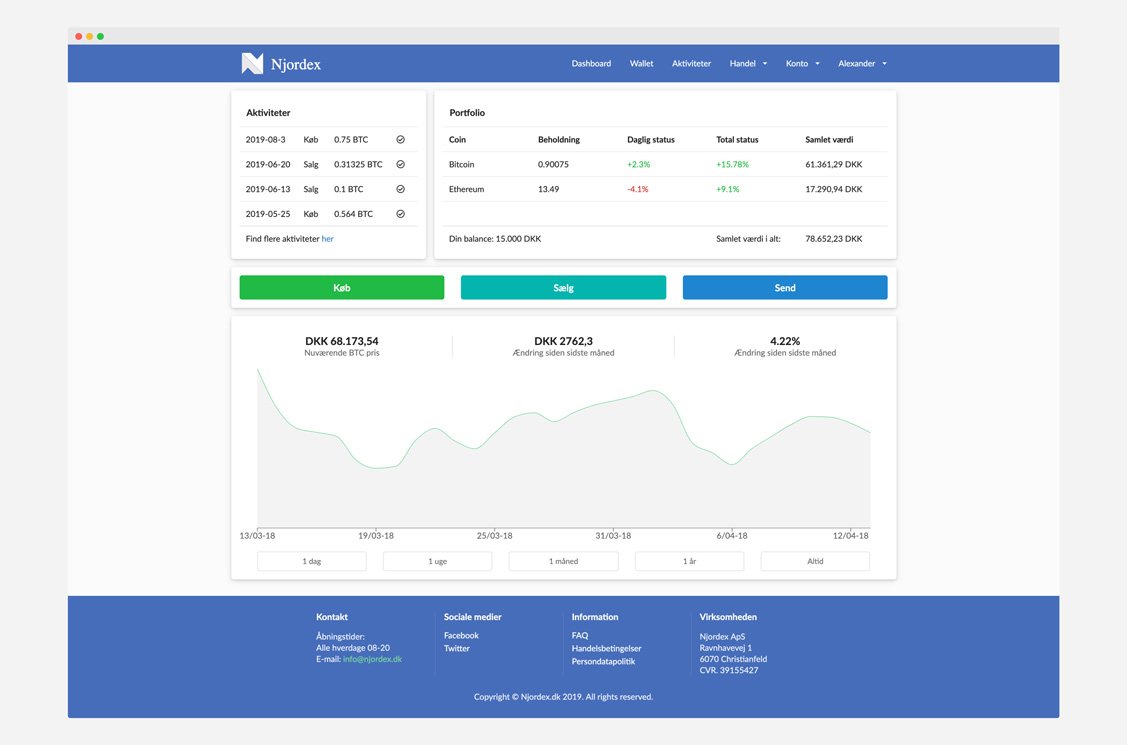 Njordex
Dashboard Wallet Aktiviteter Handel Konto Alexander
Aktiviteter
2019-08-3 Køb 0.75 BTC
2019-06-20 Salg 0.31325 BTC
2019-06-13 Salg 0.1 BTC
2019-05-25 Køb 0.564 BTC
Find flere aktiviteter her
Portfolio
Coin Beholdning Daglig status Total status Samlet værdi
Bitcoin 0.90075 +2.3% +15.78% 61.361,29 DKK
Ethereum 13.49 -4.1% +9.1% 17.290,94 DKK
Din balance: 15.000 DKK Samlet værdi i alt: 78.652,23 DKK
Køb Sælg Send
DKK 68.173,54 DKK 2762,3 4.22%
Nuværende BTC pris Ændring siden sidste måned Ændring siden sidste måned
13/03-18 19/03-18 25/03-18 31/03-18 6/04-18 12/04-18
1 dag 1 uge 1 måned 1 år Altid
Kontakt
Åbningstider:
Alle hverdage 08-20
E-mail: info@njordex.dk
Sociale medier
Facebook
Twitter
Information
FAQ
Handelsbetingelser
Persondatapolitik
Virksomheden
Njordex ApS
Ravnhavevej 1
6070 Christianfeld
CVR. 39155427
Copyright © Njordex.dk 2019. All rights reserved.